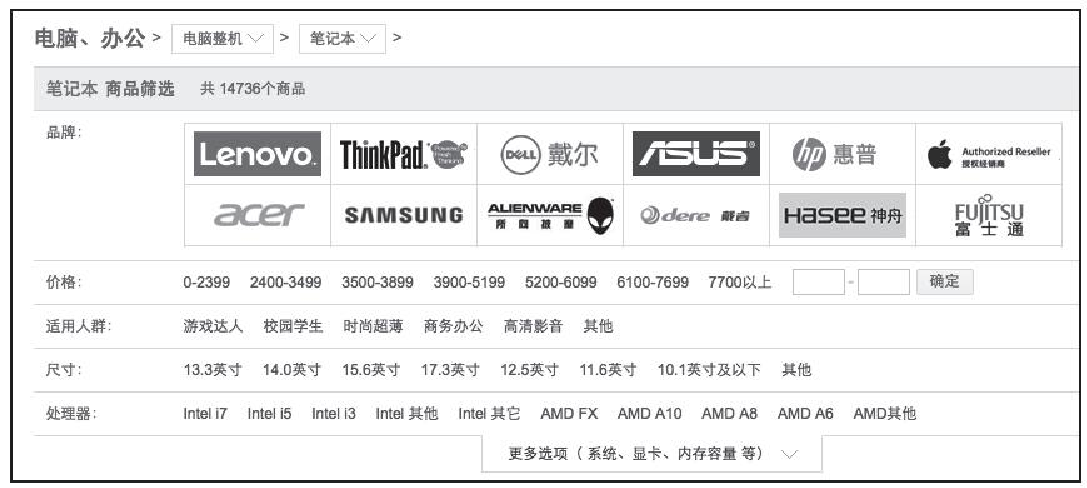 电脑、办公 > 电脑整机 > 笔记本 >
笔记本 商品筛选 共 14736个商品
品牌:
Lenovo ThinkPad DELL 戴尔 ASUS hp 惠普 Authorized Reseller
授权经销商
acer SAMSUNG ALIENWARE dere 戴睿 Hasee 神舟 FUJITSU
富士通
价格: 0-2399 2400-3499 3500-3899 3900-5199 5200-6099 6100-7699 7700以上 - 确定
适用人群: 游戏达人 校园学生 时尚超薄 商务办公 高清影音 其他
尺寸: 13.3英寸 14.0英寸 15.6英寸 17.3英寸 12.5英寸 11.6英寸 10.1英寸及以下 其他
处理器: Intel i7 Intel i5 Intel i3 Intel 其他 Intel 其它 AMD FX AMD A10 AMD A8 AMD A6 AMD其他
更多选项（ 系统、显卡、内存容量 等）